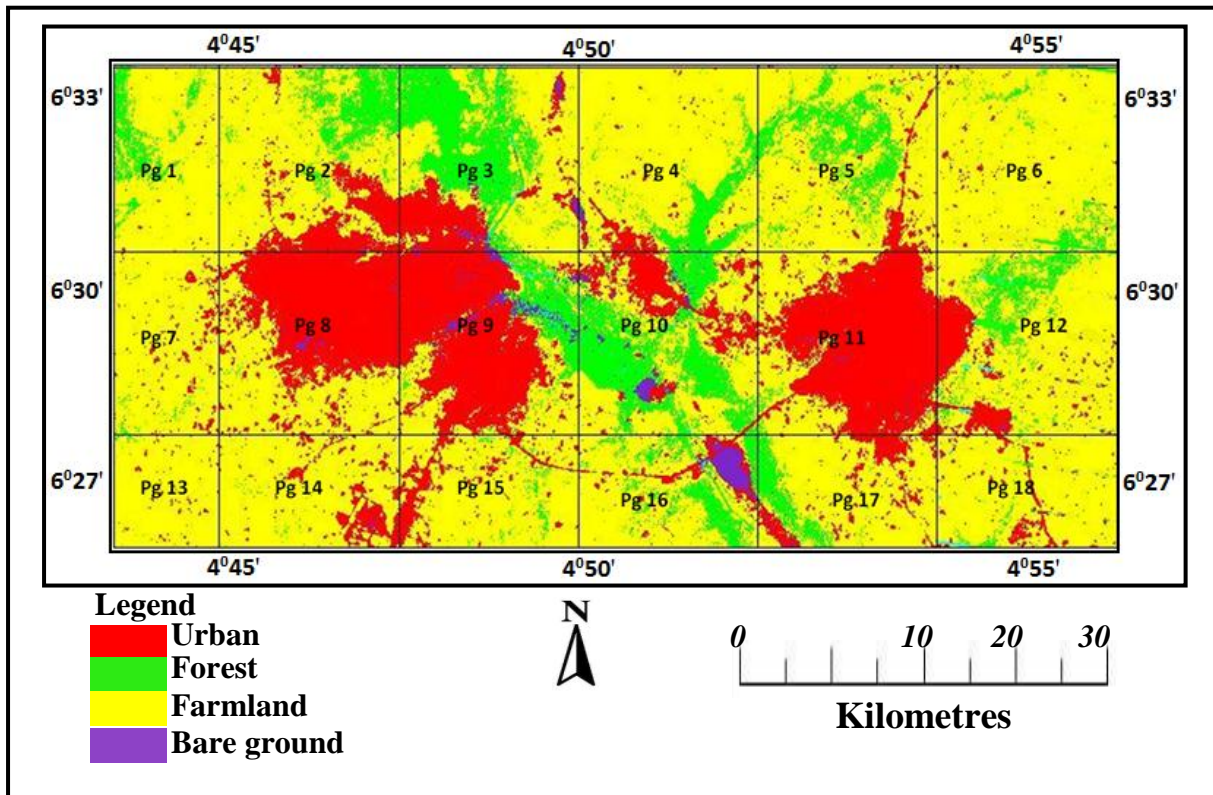 4⁰45' 4⁰50' 4⁰55'
6⁰33' 6⁰33'
Pg 1 Pg 2 Pg 3 Pg 4 Pg 5 Pg 6
6⁰30' 6⁰30'
Pg 7 Pg 8 Pg 9 Pg 10 Pg 11 Pg 12
6⁰27' 6⁰27'
Pg 13 Pg 14 Pg 15 Pg 16 Pg 17 Pg 18
4⁰45' 4⁰50' 4⁰55'
Legend
Urban
Forest
Farmland
Bare ground
N
0 10 20 30
Kilometres